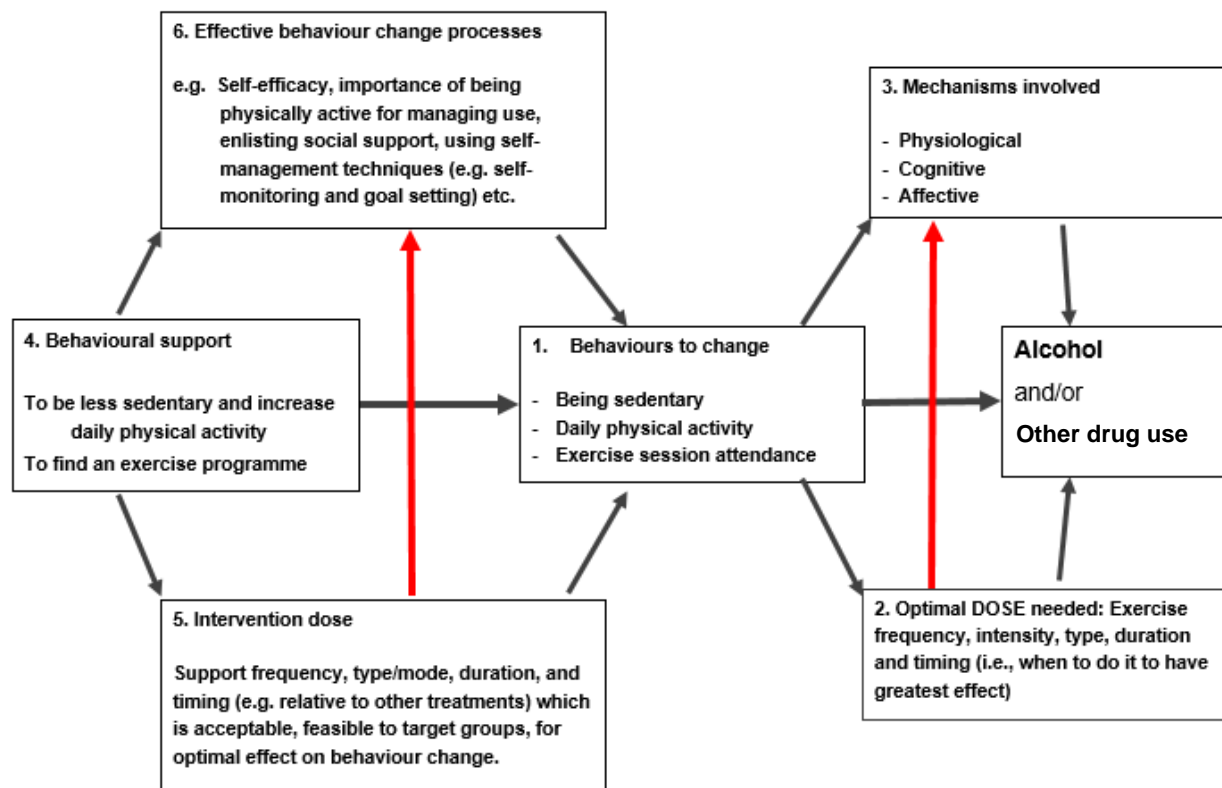 6. Effective behaviour change processes
e.g. Self-efficacy, importance of being
physically active for managing use,
enlisting social support, using self-
management techniques (e.g. self-
monitoring and goal setting) etc.
3. Mechanisms involved
- Physiological
- Cognitive
- Affective
4. Behavioural support
To be less sedentary and increase
daily physical activity
To find an exercise programme
1. Behaviours to change
- Being sedentary
- Daily physical activity
- Exercise session attendance
Alcohol
and/or
Other drug use
5. Intervention dose
Support frequency, type/mode, duration, and
timing (e.g. relative to other treatments) which
is acceptable, feasible to target groups, for
optimal effect on behaviour change.
2. Optimal DOSE needed: Exercise
frequency, intensity, type, duration
and timing (i.e., when to do it to have
greatest effect)